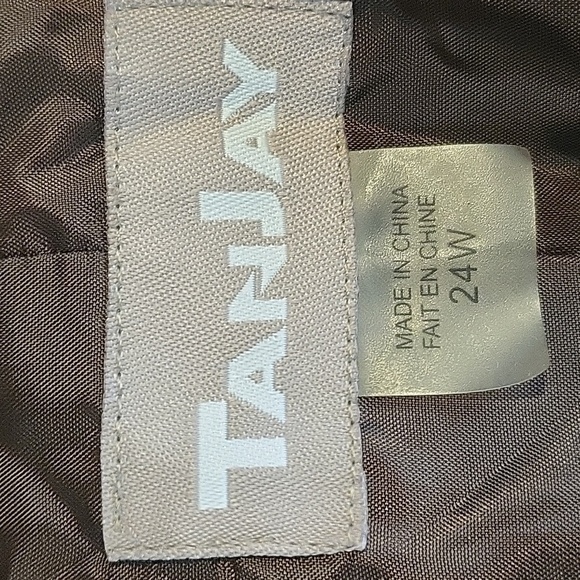 TANJAY
MADE IN CHINA
FAIT EN CHINE
24W